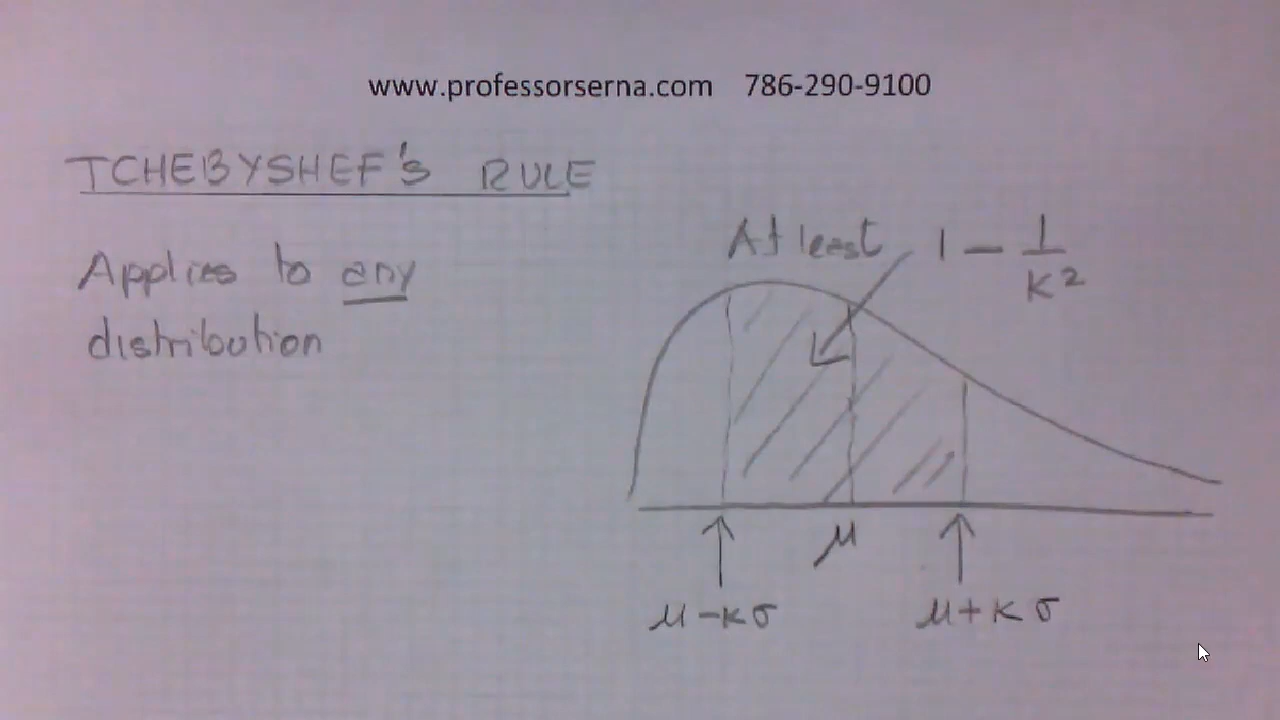 www.professorserna.com 786-290-9100
TCHEBYSHEF'S RULE
Applies to any
distribution
At least 1 - 1/K²
μ
μ-Kσ
μ+Kσ